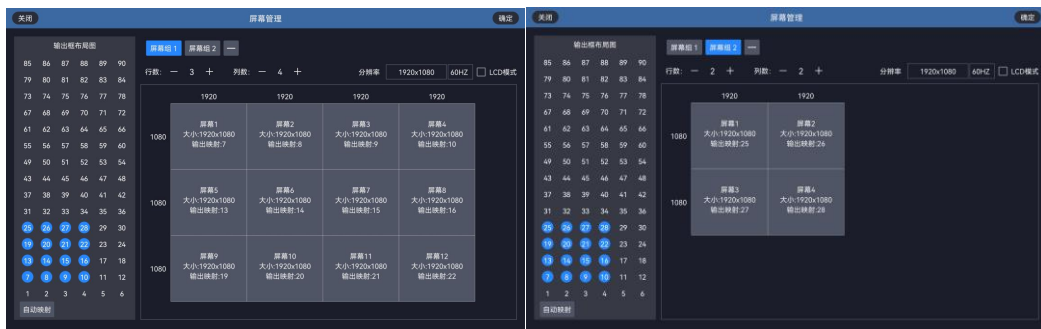 关闭 屏幕管理 确定
输出框布局图
85 86 87 88 89 90
79 80 81 82 83 84
73 74 75 76 77 78
67 68 69 70 71 72
61 62 63 64 65 66
55 56 57 58 59 60
49 50 51 52 53 54
43 44 45 46 47 48
37 38 39 40 41 42
31 32 33 34 35 36
25 26 27 28 29 30
19 20 21 22 23 24
13 14 15 16 17 18
7 8 9 10 11 12
1 2 3 4 5 6
自动映射
屏幕组 1 屏幕组 2 —
行数: — 3 + 列数: — 4 + 分辨率 1920x1080 60HZ LCD模式
1920 1920 1920 1920
1080
屏幕1
大小:1920x1080
输出映射:7
屏幕2
大小:1920x1080
输出映射:8
屏幕3
大小:1920x1080
输出映射:9
屏幕4
大小:1920x1080
输出映射:10
1080
屏幕5
大小:1920x1080
输出映射:13
屏幕6
大小:1920x1080
输出映射:14
屏幕7
大小:1920x1080
输出映射:15
屏幕8
大小:1920x1080
输出映射:16
1080
屏幕9
大小:1920x1080
输出映射:19
屏幕10
大小:1920x1080
输出映射:20
屏幕11
大小:1920x1080
输出映射:21
屏幕12
大小:1920x1080
输出映射:22
关闭 屏幕管理 确定
输出框布局图
85 86 87 88 89 90
79 80 81 82 83 84
73 74 75 76 77 78
67 68 69 70 71 72
61 62 63 64 65 66
55 56 57 58 59 60
49 50 51 52 53 54
43 44 45 46 47 48
37 38 39 40 41 42
31 32 33 34 35 36
25 26 27 28 29 30
19 20 21 22 23 24
13 14 15 16 17 18
7 8 9 10 11 12
1 2 3 4 5 6
自动映射
屏幕组 1 屏幕组 2 —
行数: — 2 + 列数: — 2 + 分辨率 1920x1080 60HZ LCD模式
1920 1920
1080
屏幕1
大小:1920x1080
输出映射:25
屏幕2
大小:1920x1080
输出映射:26
1080
屏幕3
大小:1920x1080
输出映射:27
屏幕4
大小:1920x1080
输出映射:28